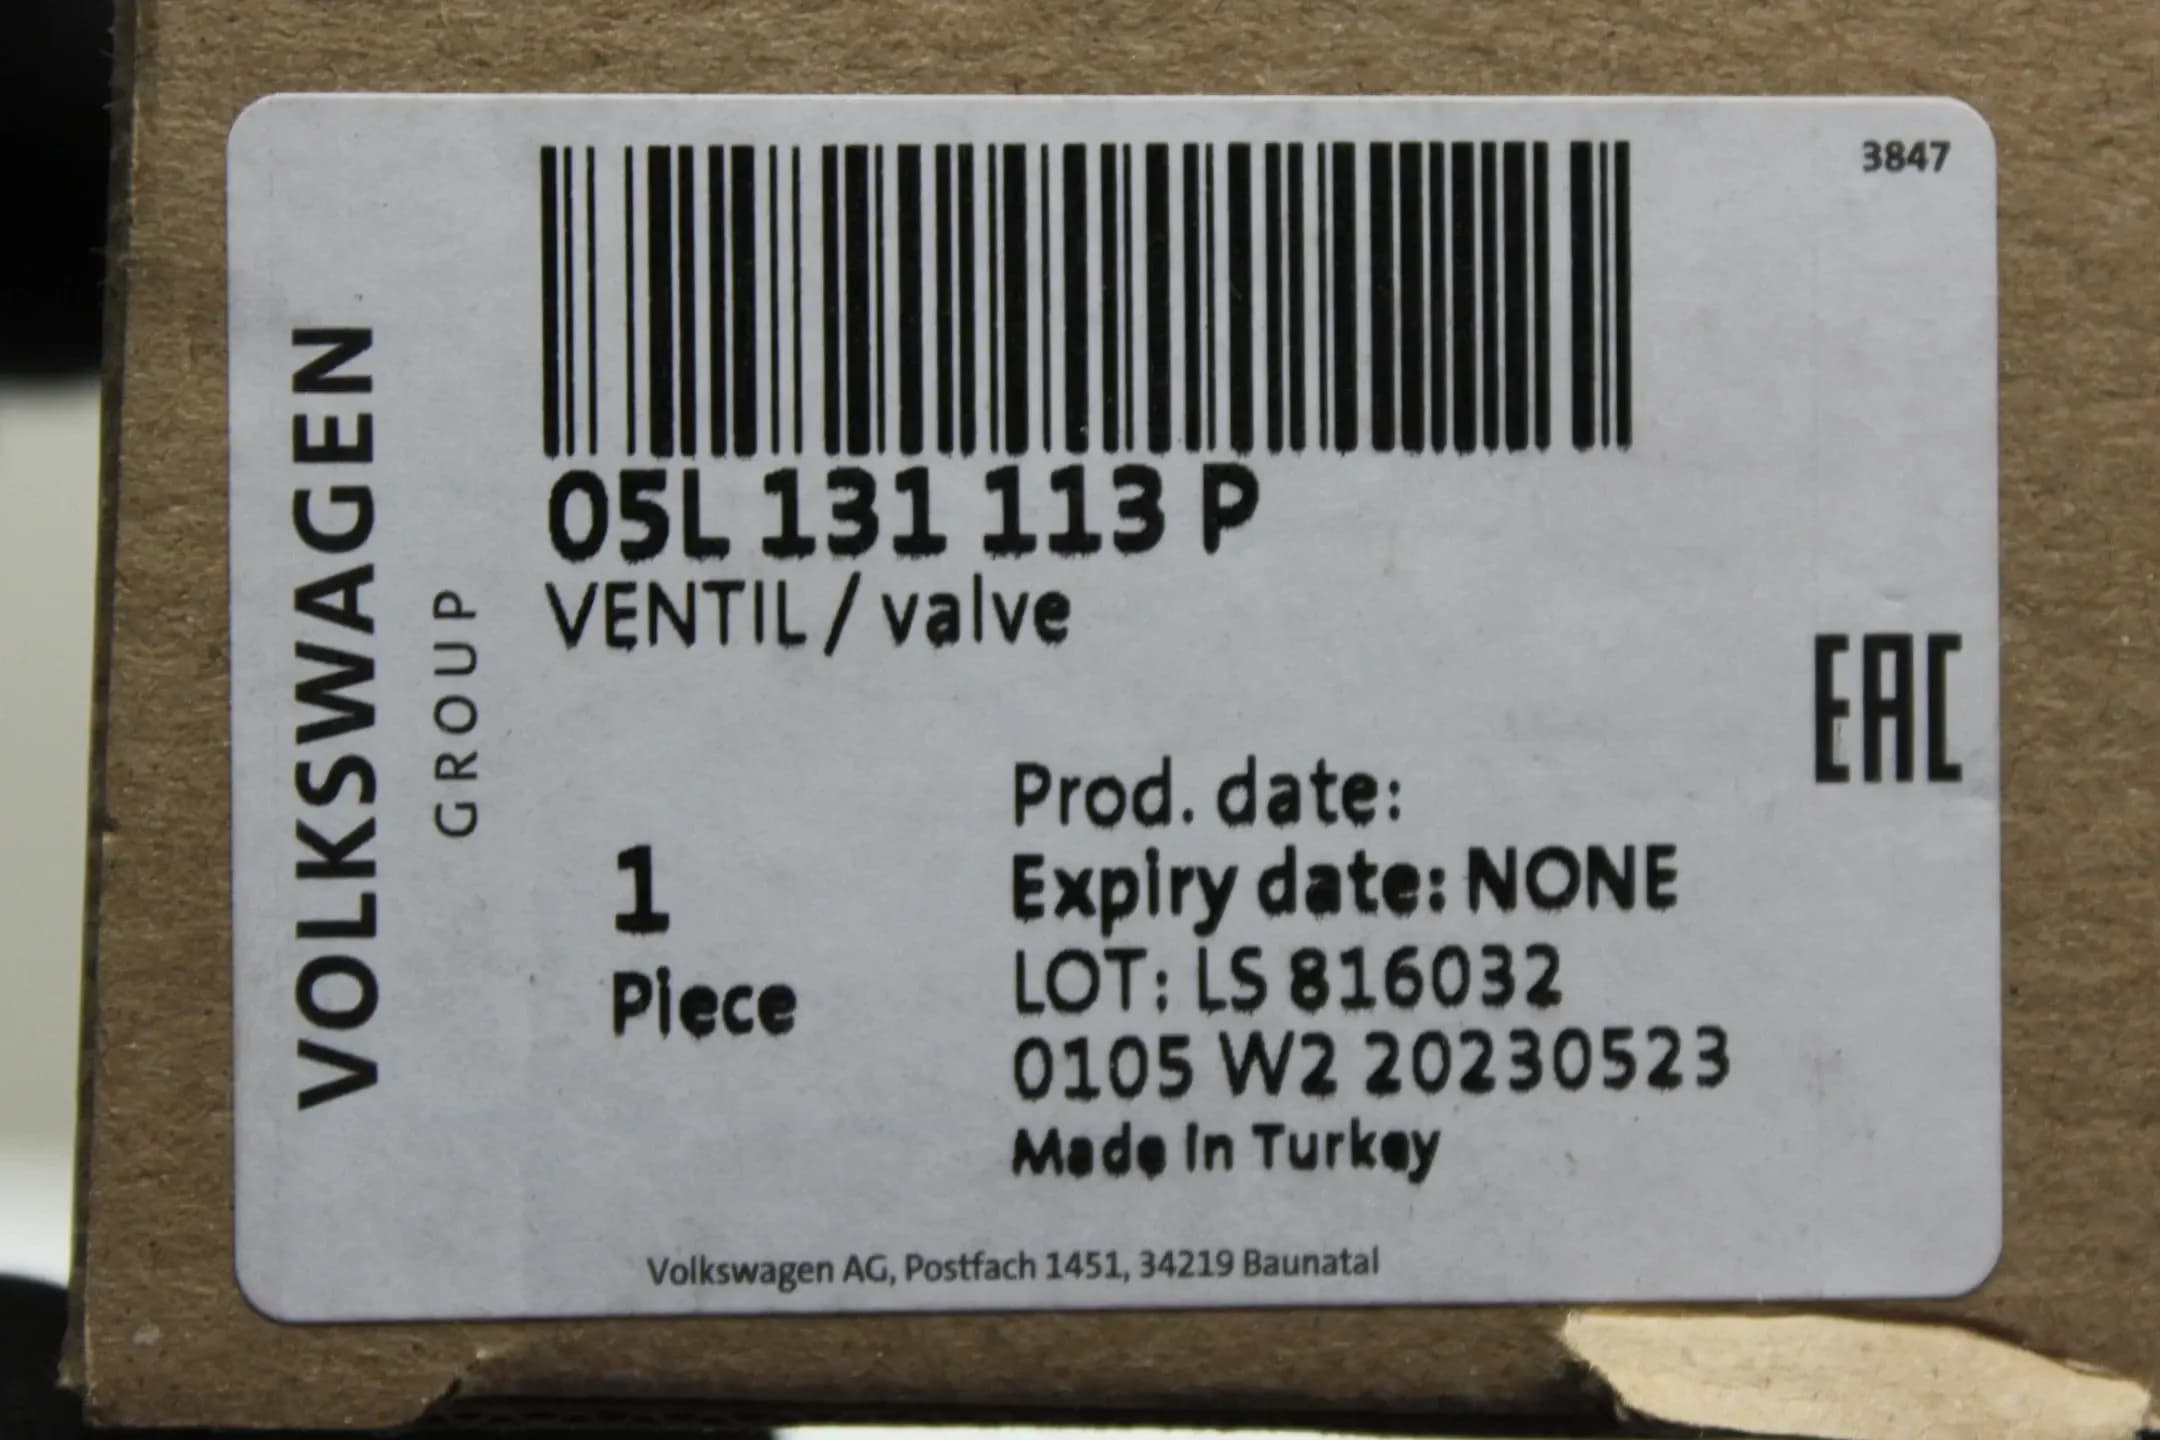 3847
VOLKSWAGEN
GROUP
05L 131 113 P
VENTIL / valve
EAC
1
Piece
Prod. date:
Expiry date: NONE
LOT: LS 816032
0105 W2 20230523
Made in Turkey
Volkswagen AG, Postfach 1451, 34219 Baunatal